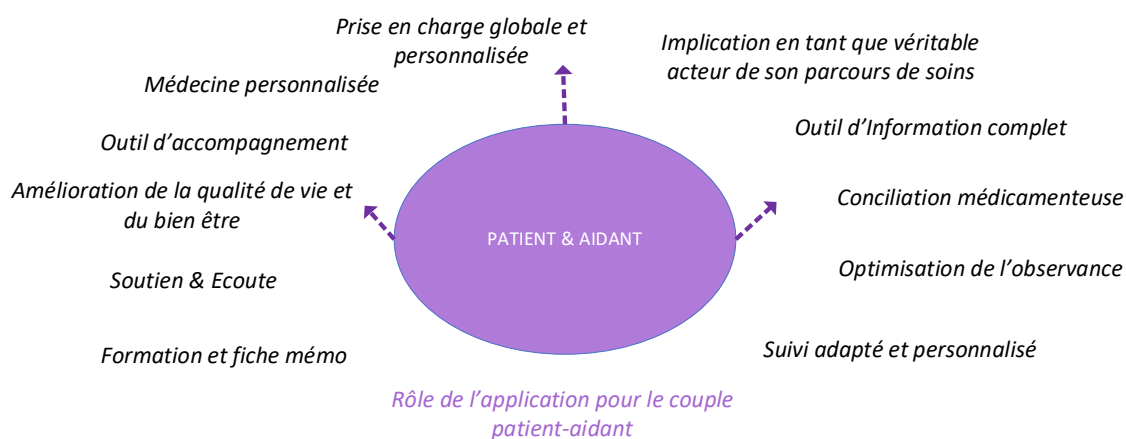 Prise en charge globale et
personnalisée
Implication en tant que véritable
acteur de son parcours de soins
Médecine personnalisée
Outil d'Information complet
Outil d'accompagnement
Amélioration de la qualité de vie et
du bien être
Conciliation médicamenteuse
PATIENT & AIDANT
Optimisation de l'observance
Soutien & Ecoute
Suivi adapté et personnalisé
Formation et fiche mémo
Rôle de l'application pour le couple
patient-aidant